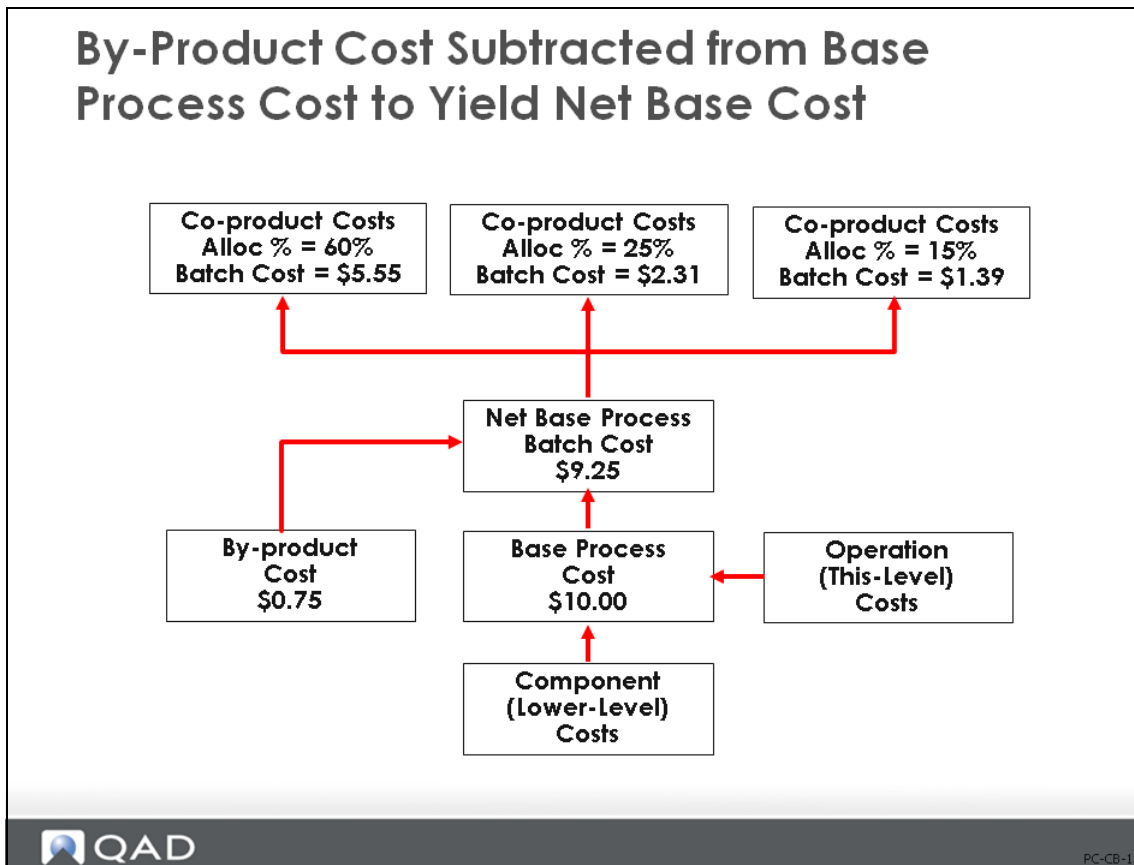 By-Product Cost Subtracted from Base
Process Cost to Yield Net Base Cost
Co-product Costs
Alloc % = 60%
Batch Cost = $5.55
Co-product Costs
Alloc % = 25%
Batch Cost = $2.31
Co-product Costs
Alloc % = 15%
Batch Cost = $1.39
Net Base Process
Batch Cost
$9.25
By-product
Cost
$0.75
Base Process
Cost
$10.00
Operation
(This-Level)
Costs
Component
(Lower-Level)
Costs
QAD
PC-CB-1